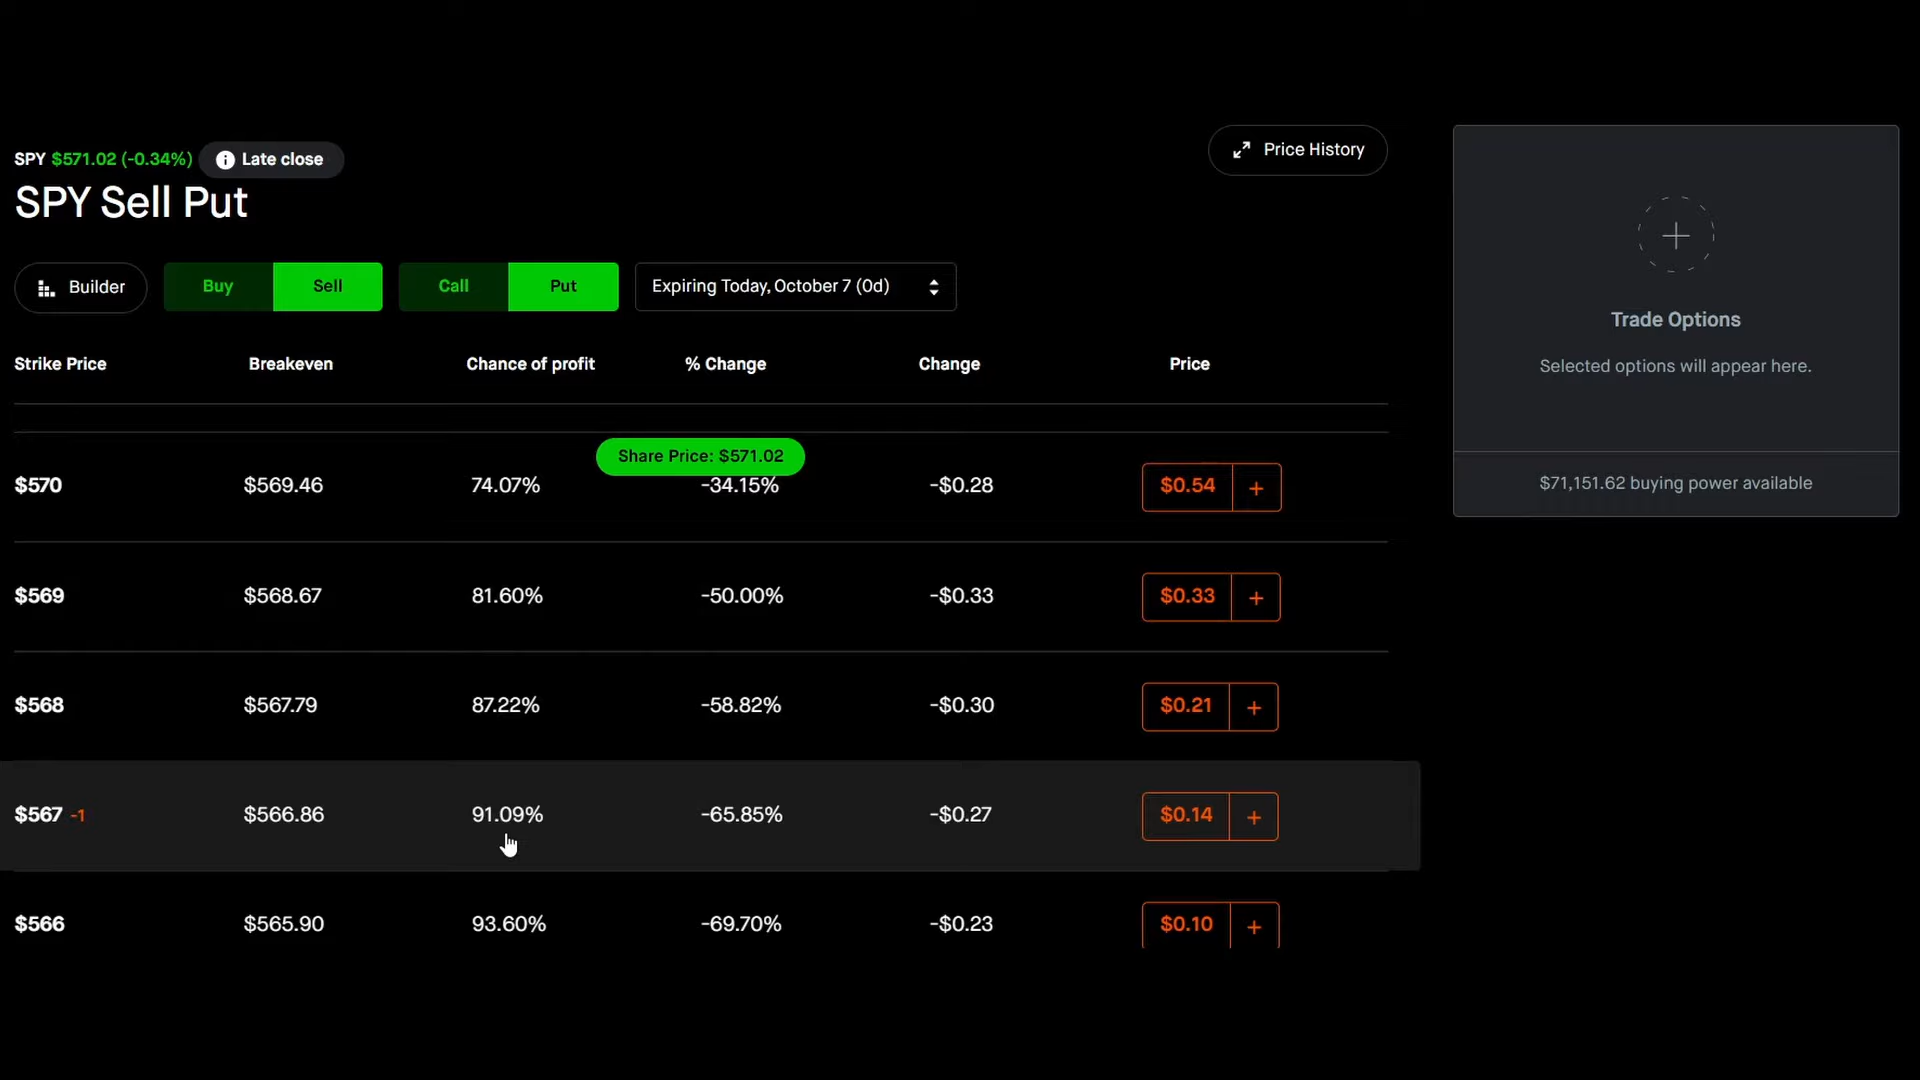 SPY $571.02 (-0.34%) Late close
SPY Sell Put
Price History
Builder Buy Sell Call Put Expiring Today, October 7 (0d)
Strike Price Breakeven Chance of profit % Change Change Price
Share Price: $571.02
$570 $569.46 74.07% -34.15% -$0.28 $0.54 +
$569 $568.67 81.60% -50.00% -$0.33 $0.33 +
$568 $567.79 87.22% -58.82% -$0.30 $0.21 +
$567 -1 $566.86 91.09% -65.85% -$0.27 $0.14 +
$566 $565.90 93.60% -69.70% -$0.23 $0.10 +
Trade Options
Selected options will appear here.
$71,151.62 buying power available